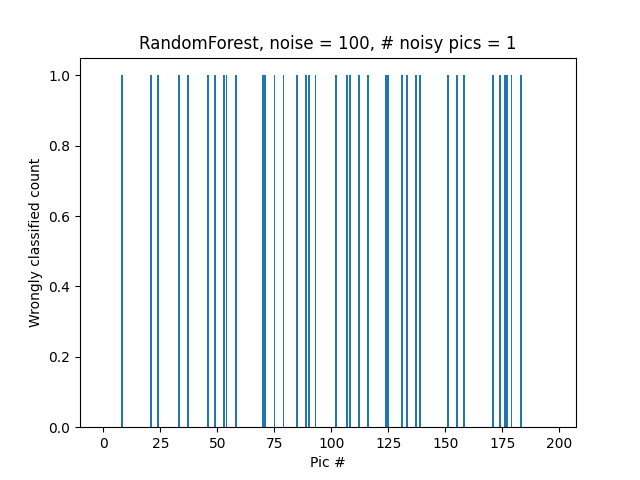 RandomForest, noise = 100, # noisy pics = 1
1.0
0.8
0.6
0.4
0.2
0.0
Wrongly classified count
0 25 50 75 100 125 150 175 200
Pic #